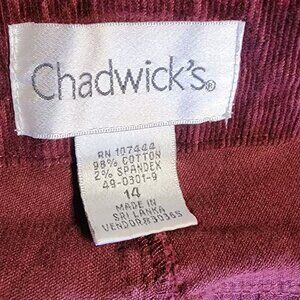 Chadwick's®
RN 107444
98% COTTON
2% SPANDEX
49-0301-9
14
MADE IN
SRI LANKA
VENDOR#30365